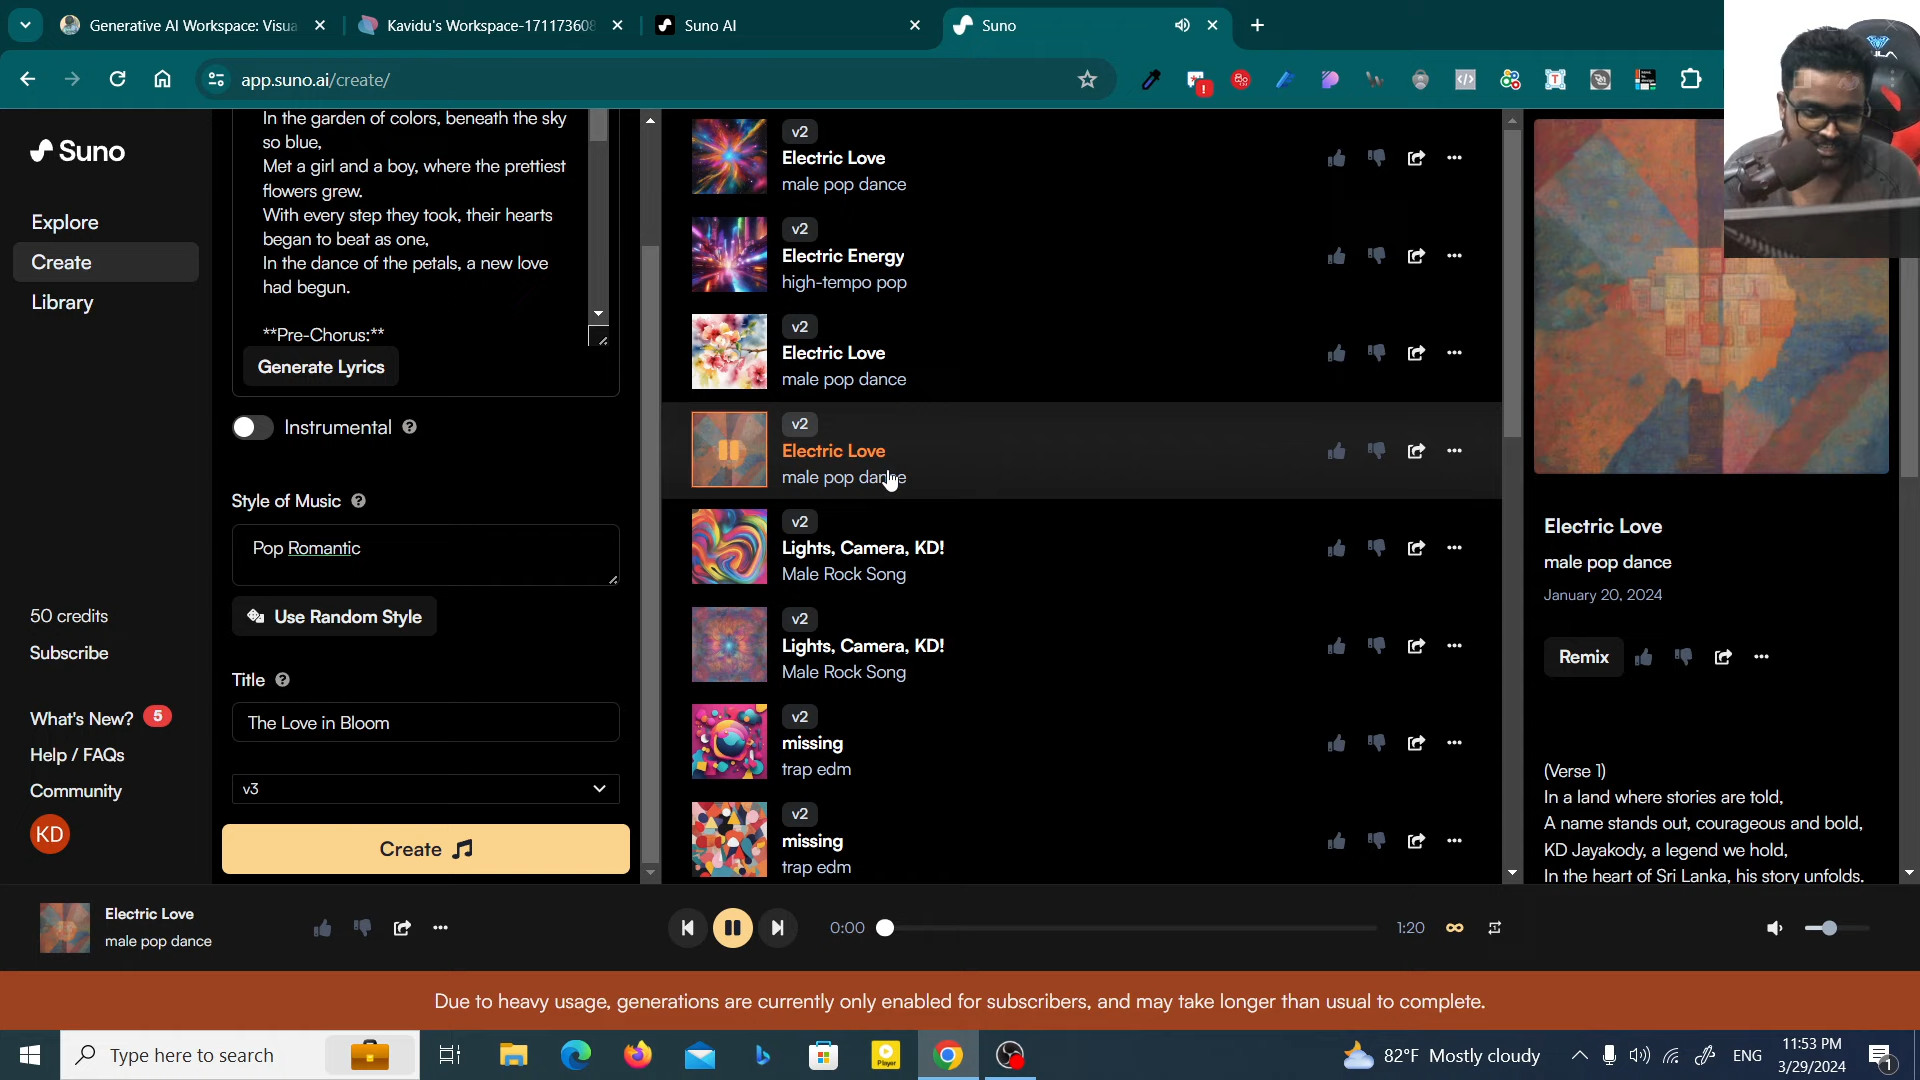 Generative AI Workspace: Visua
Kavidu's Workspace-171173608
Suno AI
Suno
app.suno.ai/create/
Suno
Explore
Create
Library
50 credits
Subscribe
What's New? 5
Help / FAQs
Community
KD
In the garden of colors, beneath the sky
so blue,
Met a girl and a boy, where the prettiest
flowers grew.
With every step they took, their hearts
began to beat as one,
In the dance of the petals, a new love
had begun.
**Pre-Chorus:**
Generate Lyrics
Instrumental
Style of Music
Pop Romantic
Use Random Style
Title
The Love in Bloom
v3
Create
v2
Electric Love
male pop dance
v2
Electric Energy
high-tempo pop
v2
Electric Love
male pop dance
v2
Electric Love
male pop dance
v2
Lights, Camera, KD!
Male Rock Song
v2
Lights, Camera, KD!
Male Rock Song
v2
missing
trap edm
v2
missing
trap edm
Electric Love
male pop dance
January 20, 2024
Remix
(Verse 1)
In a land where stories are told,
A name stands out, courageous and bold,
KD Jayakody, a legend we hold,
In the heart of Sri Lanka, his story unfolds.
Electric Love
male pop dance
0:00
1:20
Due to heavy usage, generations are currently only enabled for subscribers, and may take longer than usual to complete.
Type here to search
82°F Mostly cloudy
ENG
11:53 PM
3/29/2024
1